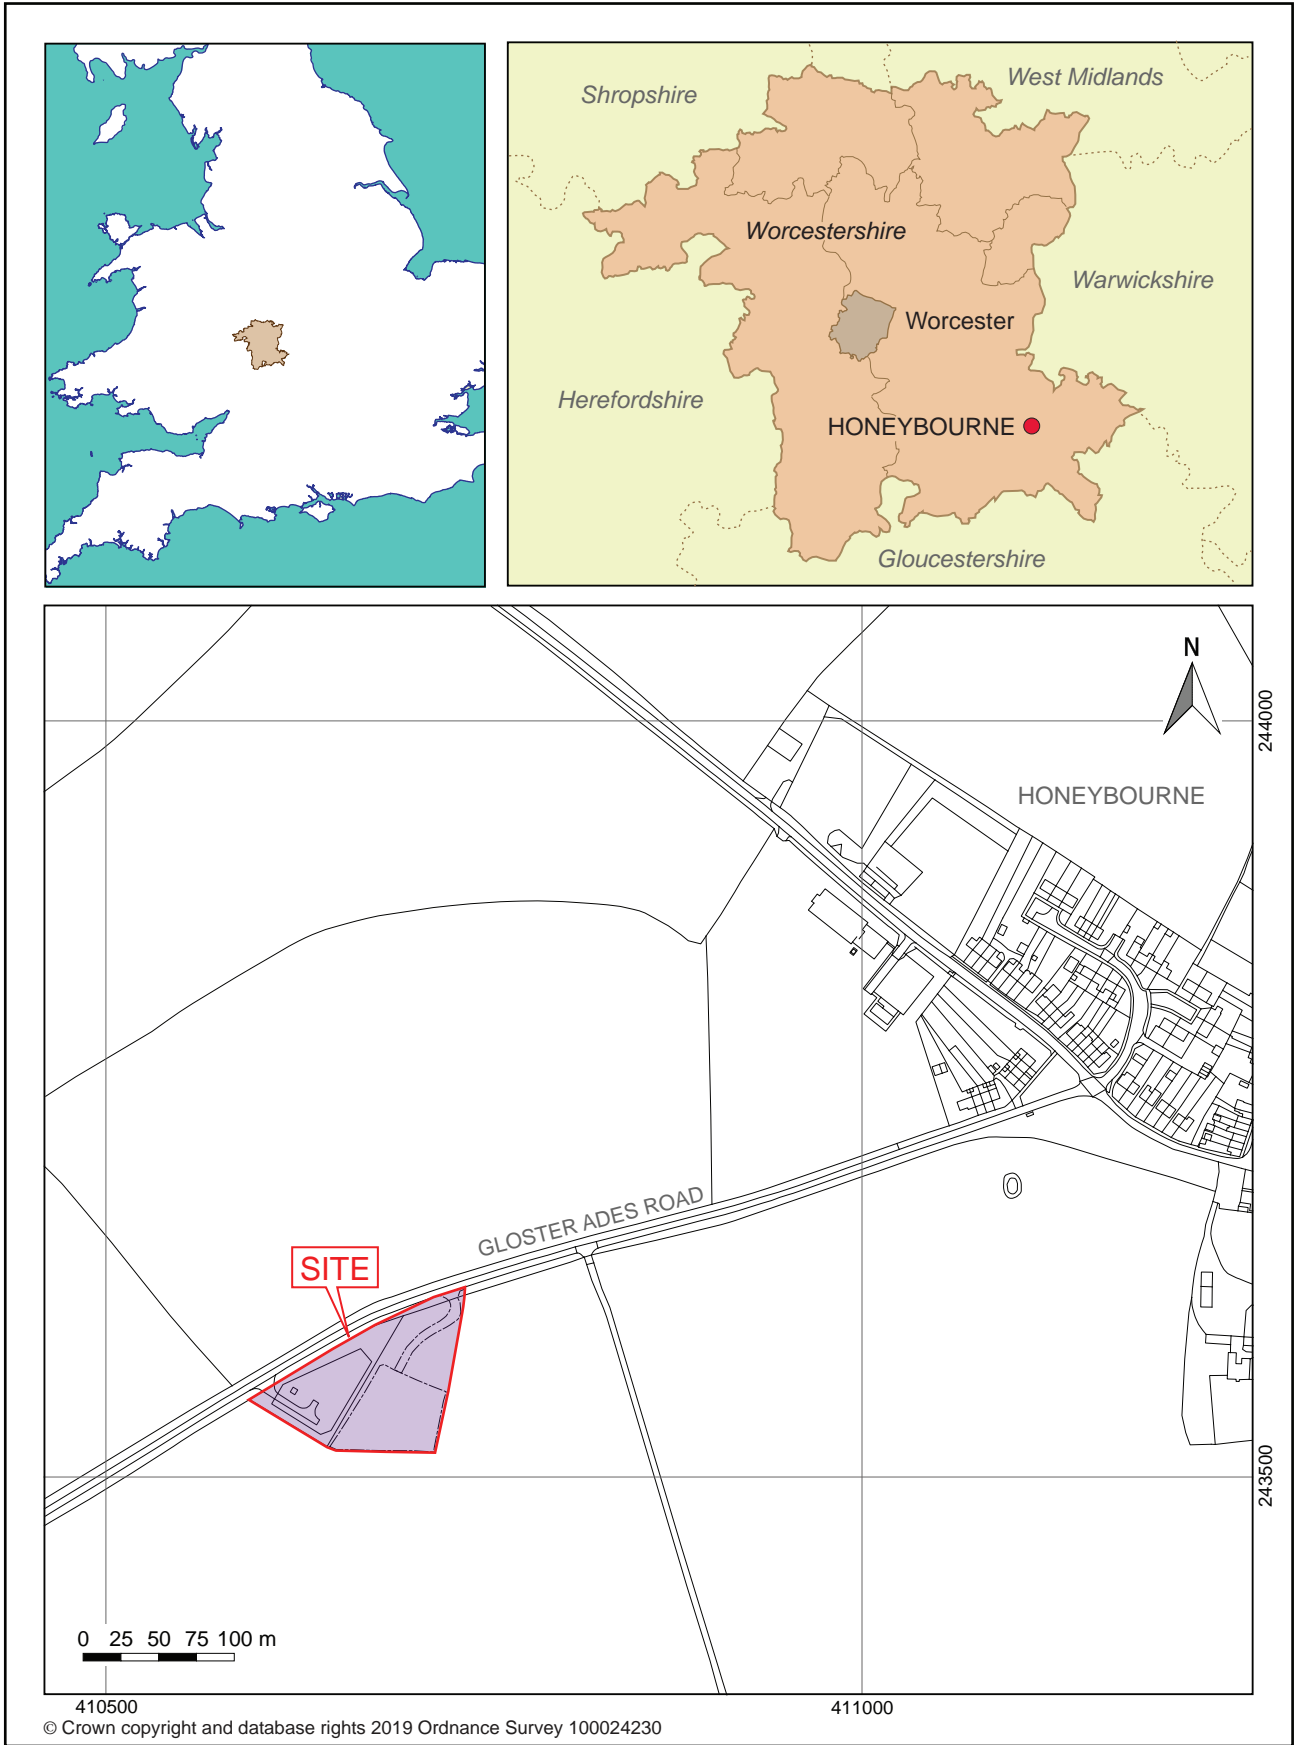 Shropshire
West Midlands
Worcestershire
Warwickshire
Worcester
Herefordshire
HONEYBOURNE
Gloucestershire
N
244000
HONEYBOURNE
GLOSTER ADES ROAD
SITE
243500
0 25 50 75 100 m
410500
411000
© Crown copyright and database rights 2019 Ordnance Survey 100024230